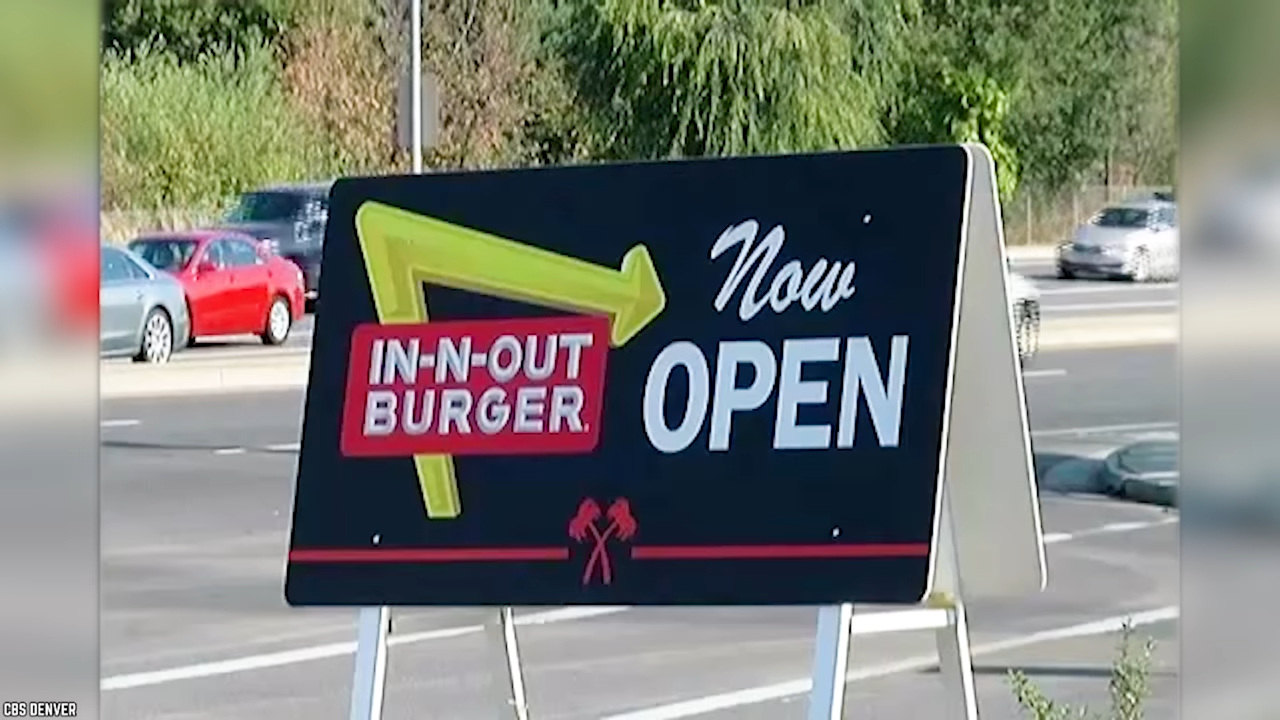 Now
IN-N-OUT
BURGER
OPEN
CBS DENVER